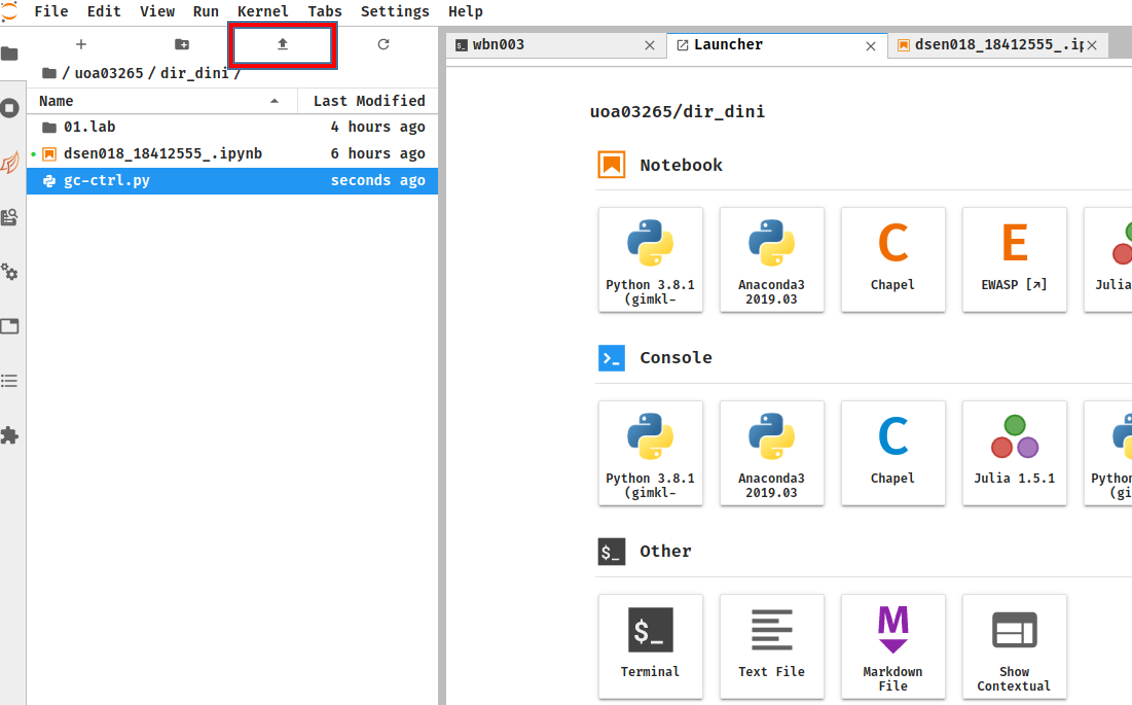 File Edit View Run Kernel Tabs Settings Help
wbn003
Launcher
dsen018_18412555_.ip
/ uoa03265 / dir_dini /
Name Last Modified
01.lab 4 hours ago
dsen018_18412555_.ipynb 6 hours ago
gc-ctrl.py seconds ago
uoa03265/dir_dini
Notebook
Python 3.8.1
(gimkl-
Anaconda3
2019.03
C
Chapel
E
EWASP [↗]
Julia
>_
Console
Python 3.8.1
(gimkl-
Anaconda3
2019.03
C
Chapel
Julia 1.5.1
Python
(gi
$_
Other
$_
Terminal
Text File
M
Markdown
File
Show
Contextual